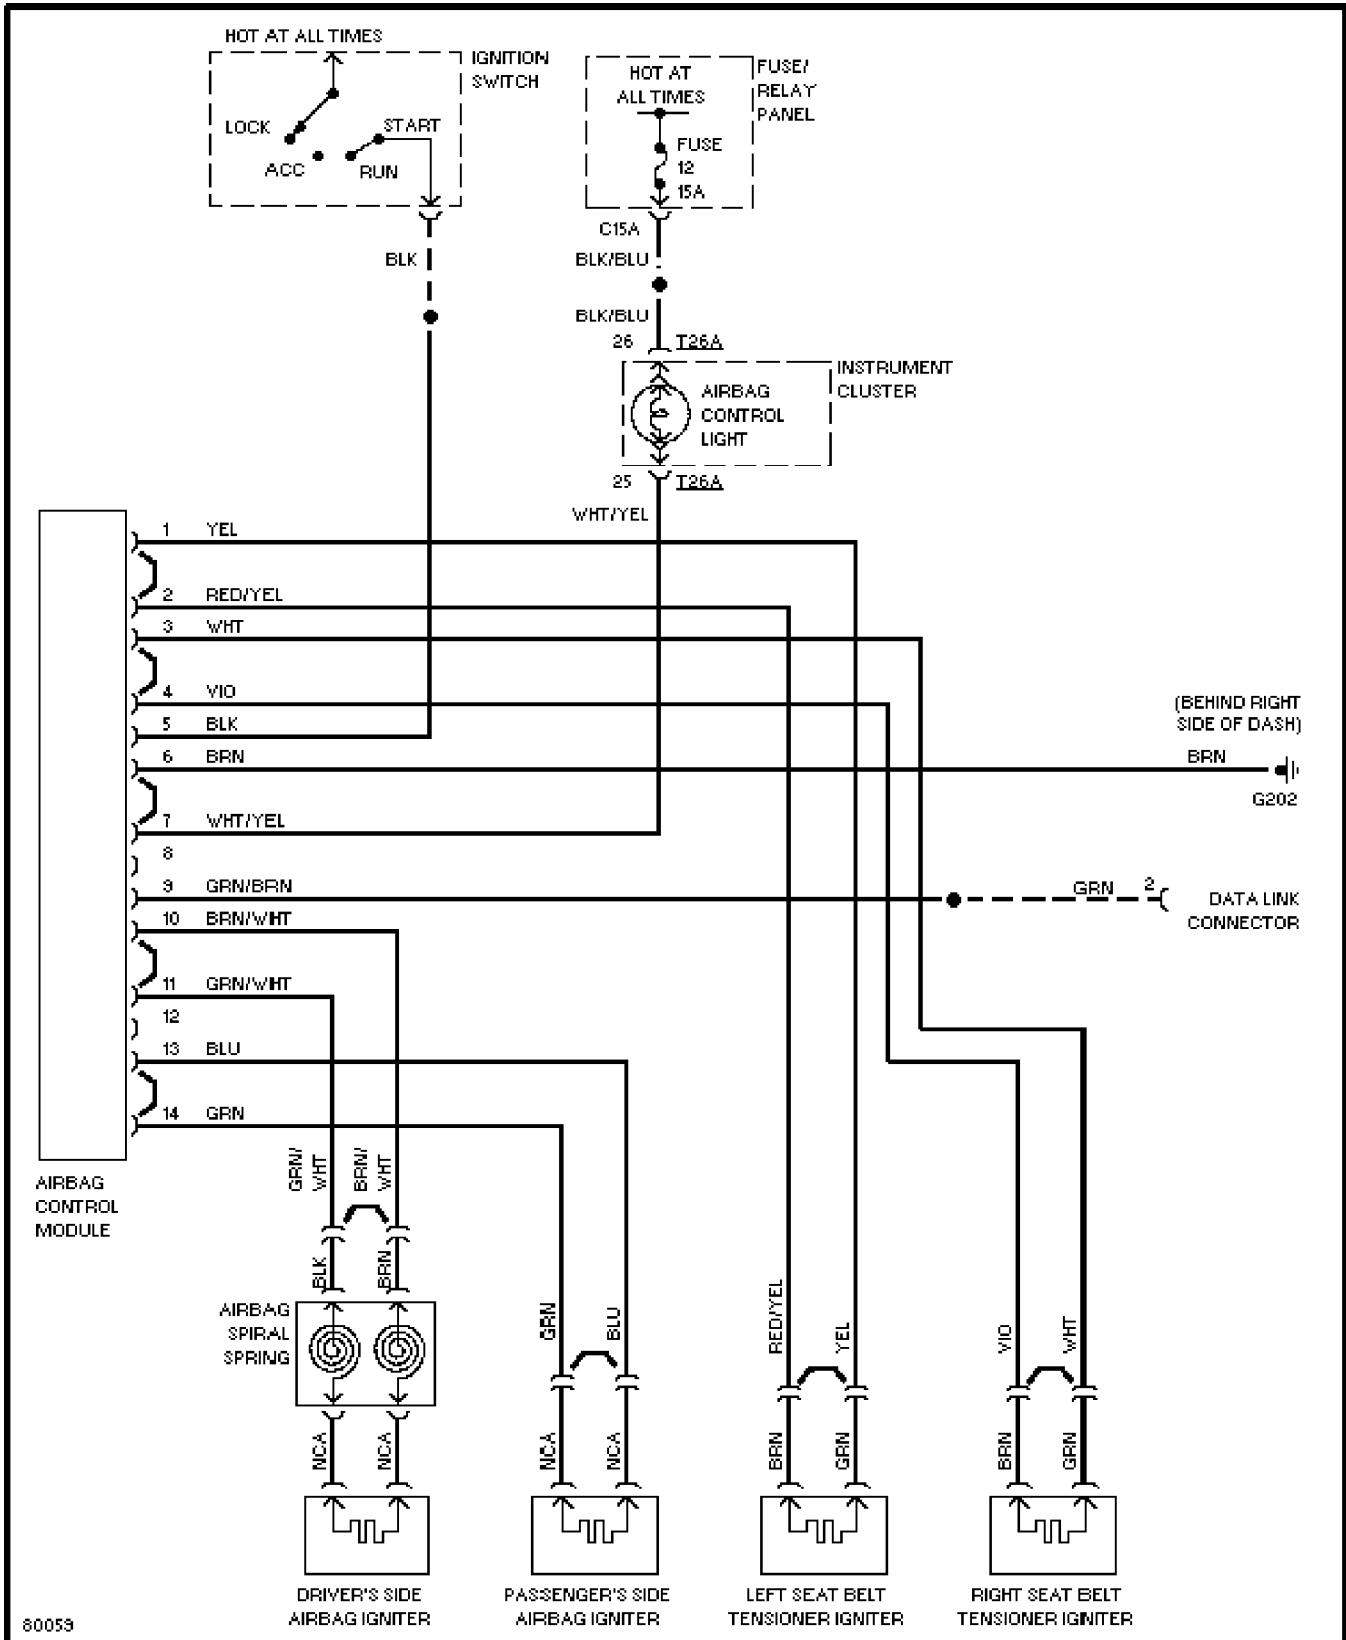 HOT AT ALL TIMES
IGNITION
SWITCH
LOCK
START
ACC
RUN
HOT AT
ALL TIMES
FUSE/
RELAY
PANEL
FUSE
12
15A
C15A
BLK
BLK/BLU
BLK/BLU
26 T26A
INSTRUMENT
CLUSTER
AIRBAG
CONTROL
LIGHT
25 T26A
WHT/YEL
1 YEL
2 RED/YEL
3 WHT
4 VIO
5 BLK
6 BRN
7 WHT/YEL
8
9 GRN/BRN
10 BRN/WHT
11 GRN/WHT
12
13 BLU
14 GRN
(BEHIND RIGHT
SIDE OF DASH)
BRN
G202
GRN 2
DATA LINK
CONNECTOR
AIRBAG
CONTROL
MODULE
GRN/
WHT
BRN/
WHT
BLK
BRN
AIRBAG
SPIRAL
SPRING
NCA
NCA
GRN
BLU
NCA
NCA
RED/YEL
YEL
BRN
GRN
VIO
WHT
BRN
GRN
DRIVER'S SIDE
AIRBAG IGNITER
PASSENGER'S SIDE
AIRBAG IGNITER
LEFT SEAT BELT
TENSIONER IGNITER
RIGHT SEAT BELT
TENSIONER IGNITER
80059